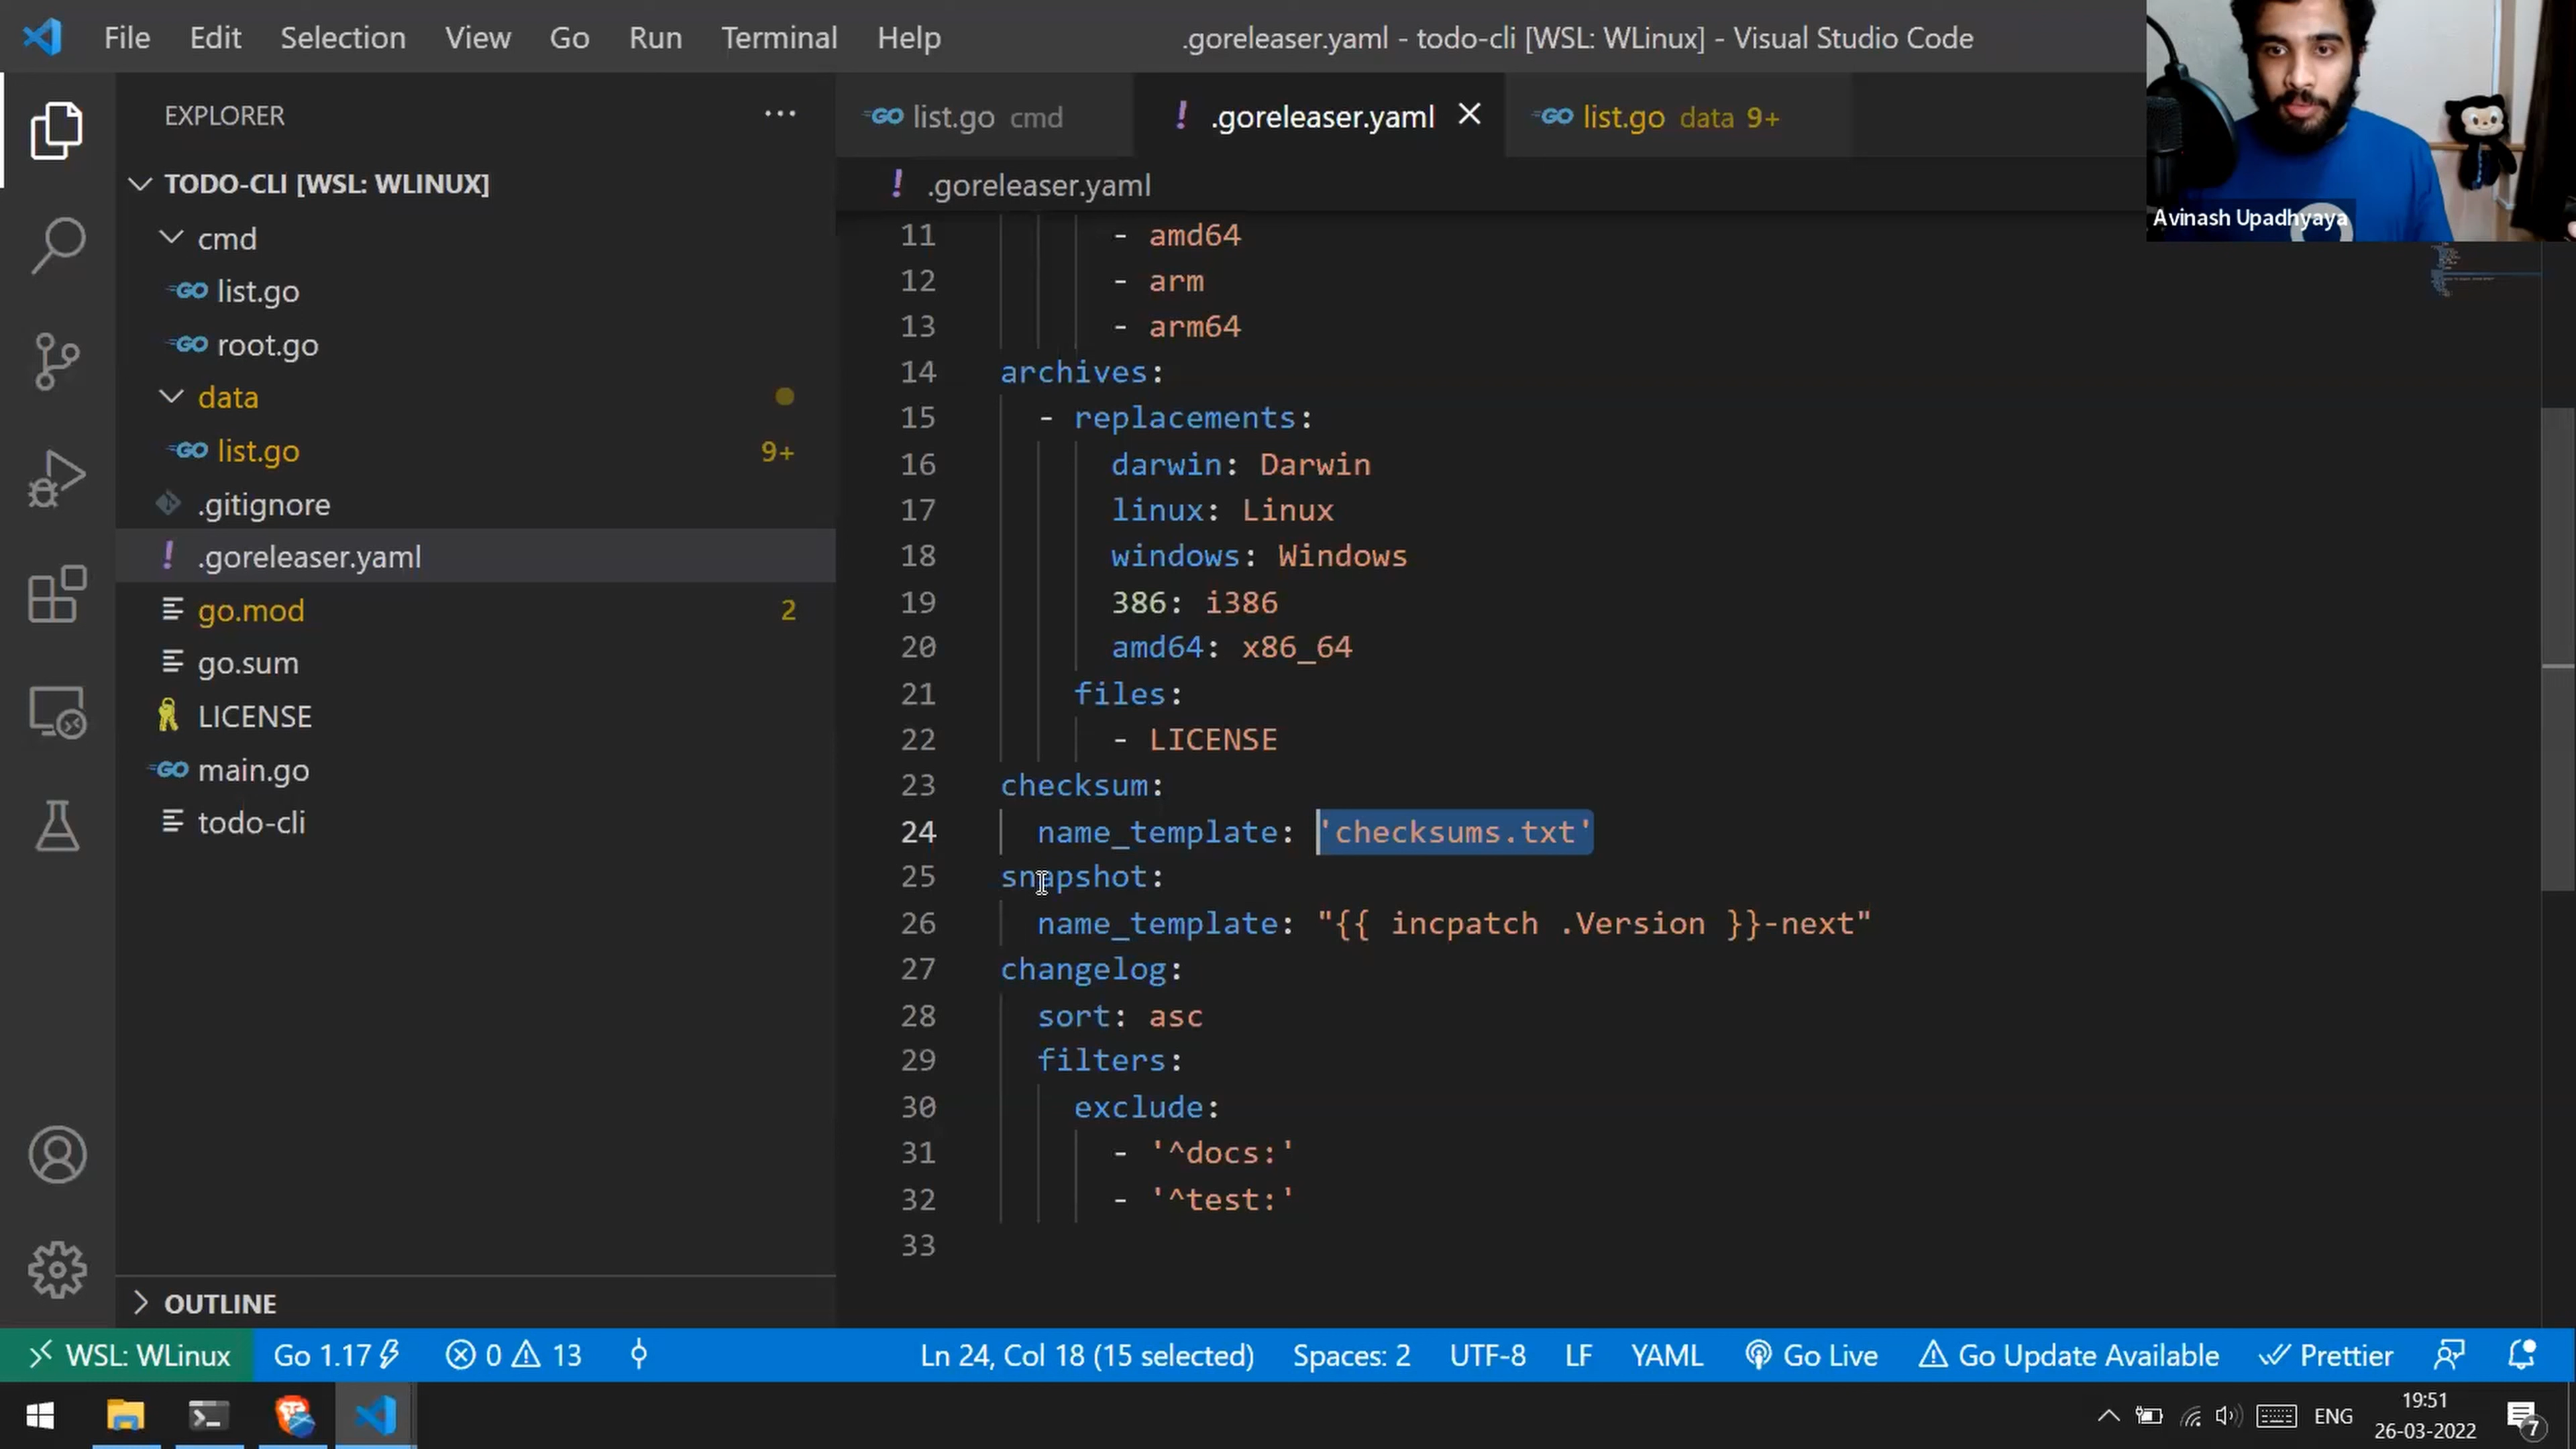 File Edit Selection View Go Run Terminal Help
.goreleaser.yaml - todo-cli [WSL: WLinux] - Visual Studio Code
Avinash Upadhyaya
EXPLORER ...
TODO-CLI [WSL: WLINUX]
cmd
list.go
root.go
data
list.go 9+
.gitignore
! .goreleaser.yaml
go.mod 2
go.sum
LICENSE
main.go
todo-cli
OUTLINE
list.go cmd
! .goreleaser.yaml
list.go data 9+
! .goreleaser.yaml
11 - amd64
12 - arm
13 - arm64
14 archives:
15 - replacements:
16 darwin: Darwin
17 linux: Linux
18 windows: Windows
19 386: i386
20 amd64: x86_64
21 files:
22 - LICENSE
23 checksum:
24 name_template: 'checksums.txt'
25 snapshot:
26 name_template: "{{ incpatch .Version }}-next"
27 changelog:
28 sort: asc
29 filters:
30 exclude:
31 - '^docs:'
32 - '^test:'
33
WSL: WLinux Go 1.17 0 13 Ln 24, Col 18 (15 selected) Spaces: 2 UTF-8 LF YAML Go Live Go Update Available Prettier
ENG
19:51
26-03-2022
7